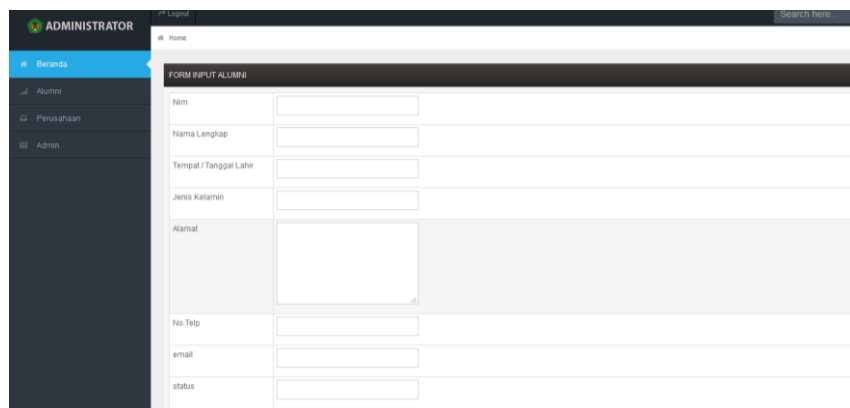 ADMINISTRATOR
Logout
Search here...
Home
Beranda
Alumni
Perusahaan
Admin
FORM INPUT ALUMNI
Nim
Nama Lengkap
Tempat / Tanggal Lahir
Jenis Kelamin
Alamat
No.Telp
email
status